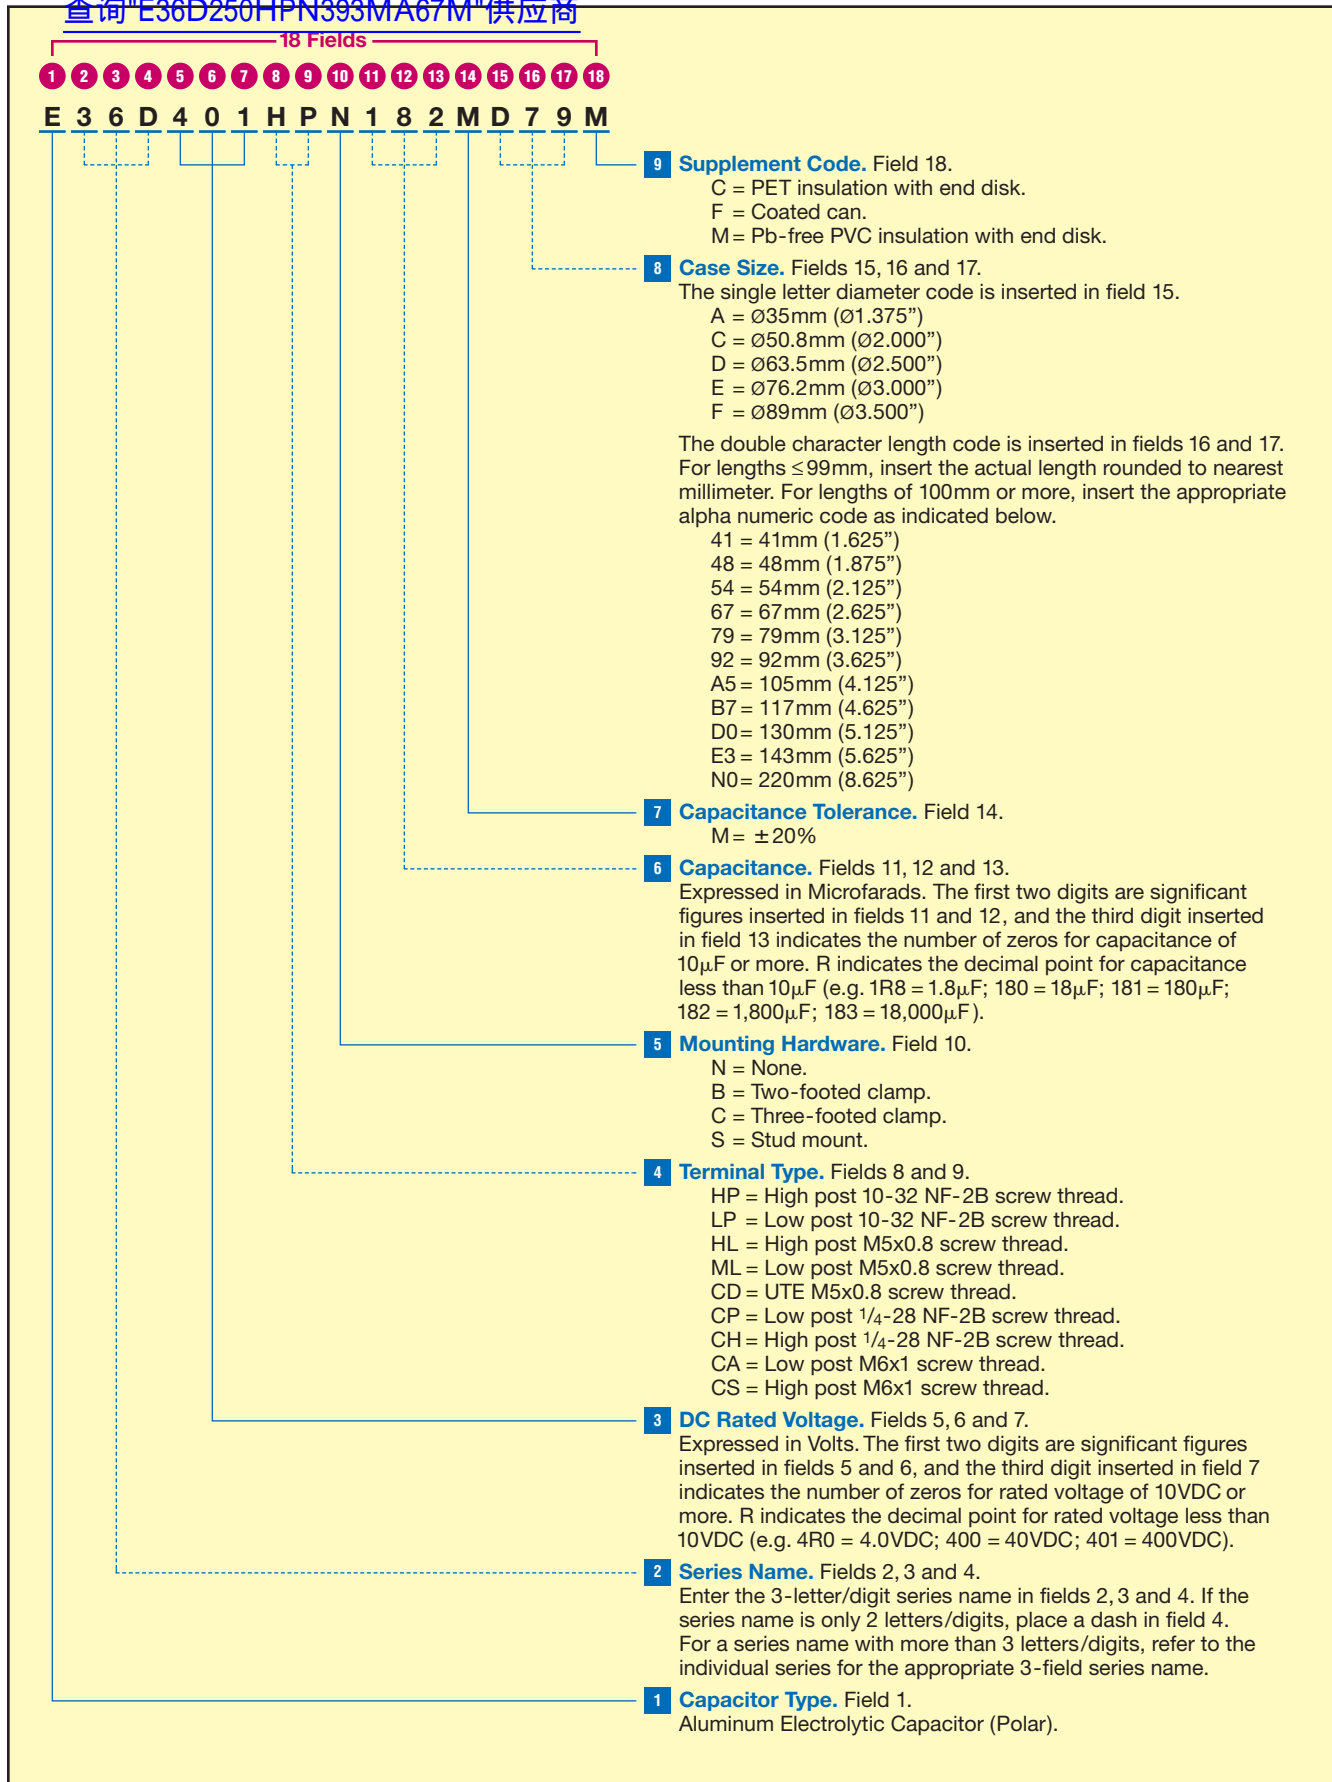 查询"E36D250HPN393MA67M"供应商
18 Fields
1 2 3 4 5 6 7 8 9 10 11 12 13 14 15 16 17 18
E 3 6 D 4 0 1 H P N 1 8 2 M D 7 9 M
9 Supplement Code. Field 18.
C = PET insulation with end disk.
F = Coated can.
M = Pb-free PVC insulation with end disk.
8 Case Size. Fields 15, 16 and 17.
The single letter diameter code is inserted in field 15.
A = Ø35mm (Ø1.375”)
C = Ø50.8mm (Ø2.000”)
D = Ø63.5mm (Ø2.500”)
E = Ø76.2mm (Ø3.000”)
F = Ø89mm (Ø3.500”)
The double character length code is inserted in fields 16 and 17.
For lengths ≤99mm, insert the actual length rounded to nearest
millimeter. For lengths of 100mm or more, insert the appropriate
alpha numeric code as indicated below.
41 = 41mm (1.625”)
48 = 48mm (1.875”)
54 = 54mm (2.125”)
67 = 67mm (2.625”)
79 = 79mm (3.125”)
92 = 92mm (3.625”)
A5 = 105mm (4.125”)
B7 = 117mm (4.625”)
D0 = 130mm (5.125”)
E3 = 143mm (5.625”)
N0 = 220mm (8.625”)
7 Capacitance Tolerance. Field 14.
M = ±20%
6 Capacitance. Fields 11, 12 and 13.
Expressed in Microfarads. The first two digits are significant
figures inserted in fields 11 and 12, and the third digit inserted
in field 13 indicates the number of zeros for capacitance of
10µF or more. R indicates the decimal point for capacitance
less than 10µF (e.g. 1R8 = 1.8µF; 180 = 18µF; 181 = 180µF;
182 = 1,800µF; 183 = 18,000µF).
5 Mounting Hardware. Field 10.
N = None.
B = Two-footed clamp.
C = Three-footed clamp.
S = Stud mount.
4 Terminal Type. Fields 8 and 9.
HP = High post 10-32 NF-2B screw thread.
LP = Low post 10-32 NF-2B screw thread.
HL = High post M5x0.8 screw thread.
ML = Low post M5x0.8 screw thread.
CD = UTE M5x0.8 screw thread.
CP = Low post 1/4-28 NF-2B screw thread.
CH = High post 1/4-28 NF-2B screw thread.
CA = Low post M6x1 screw thread.
CS = High post M6x1 screw thread.
3 DC Rated Voltage. Fields 5, 6 and 7.
Expressed in Volts. The first two digits are significant figures
inserted in fields 5 and 6, and the third digit inserted in field 7
indicates the number of zeros for rated voltage of 10VDC or
more. R indicates the decimal point for rated voltage less than
10VDC (e.g. 4R0 = 4.0VDC; 400 = 40VDC; 401 = 400VDC).
2 Series Name. Fields 2, 3 and 4.
Enter the 3-letter/digit series name in fields 2, 3 and 4. If the
series name is only 2 letters/digits, place a dash in field 4.
For a series name with more than 3 letters/digits, refer to the
individual series for the appropriate 3-field series name.
1 Capacitor Type. Field 1.
Aluminum Electrolytic Capacitor (Polar).